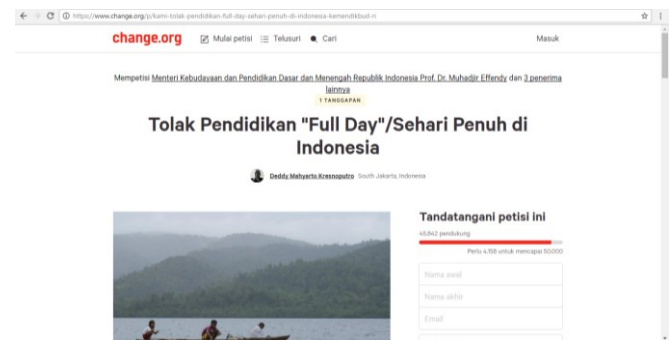 https://www.change.org/p/kami-tolak-pendidikan-full-day-sehari-penuh-di-indonesia-kemendikbud-ri
change.org Mulai petisi Telusuri Cari Masuk
Mempetisi Menteri Kebudayaan dan Pendidikan Dasar dan Menengah Republik Indonesia Prof. Dr. Muhadjir Effendy dan 3 penerima
lainnya
1 TANGGAPAN
Tolak Pendidikan "Full Day"/Sehari Penuh di
Indonesia
Deddy Mahyarto Kresnoputro South Jakarta, Indonesia
Tandatangani petisi ini
45.842 pendukung
Perlu 4.158 untuk mencapai 50.000
Nama awal
Nama akhir
Email